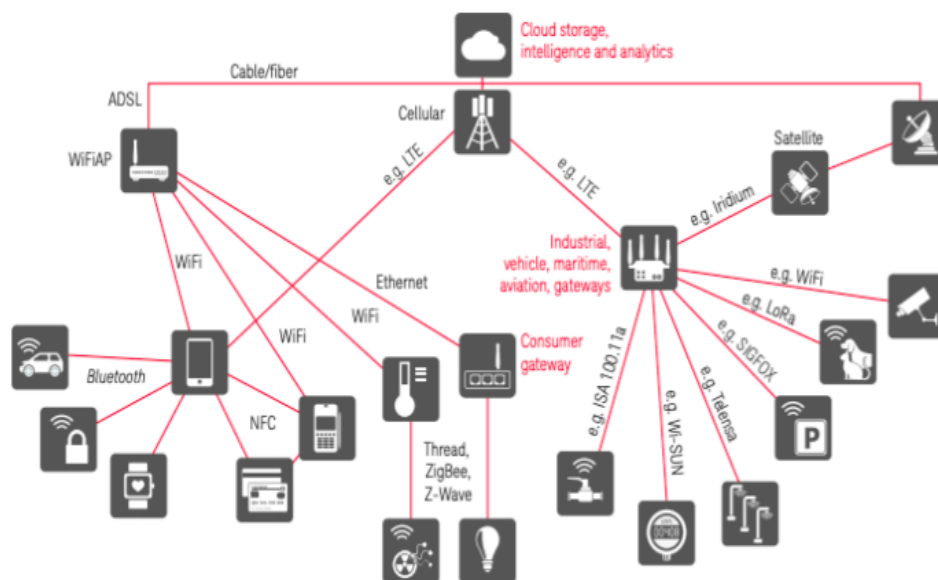 Cloud storage,
intelligence and analytics
Cable/fiber
ADSL
Cellular
WiFiAP
Satellite
e.g. LTE
e.g. LTE
e.g. Iridium
Industrial,
vehicle, maritime,
aviation, gateways
WiFi
Ethernet
WiFi
WiFi
e.g. WiFi
e.g. LoRa
e.g. SIGFOX
e.g. Telensa
e.g. Wi-SUN
e.g. ISA 100.11a
Consumer
gateway
Bluetooth
NFC
P
Thread,
ZigBee,
Z-Wave